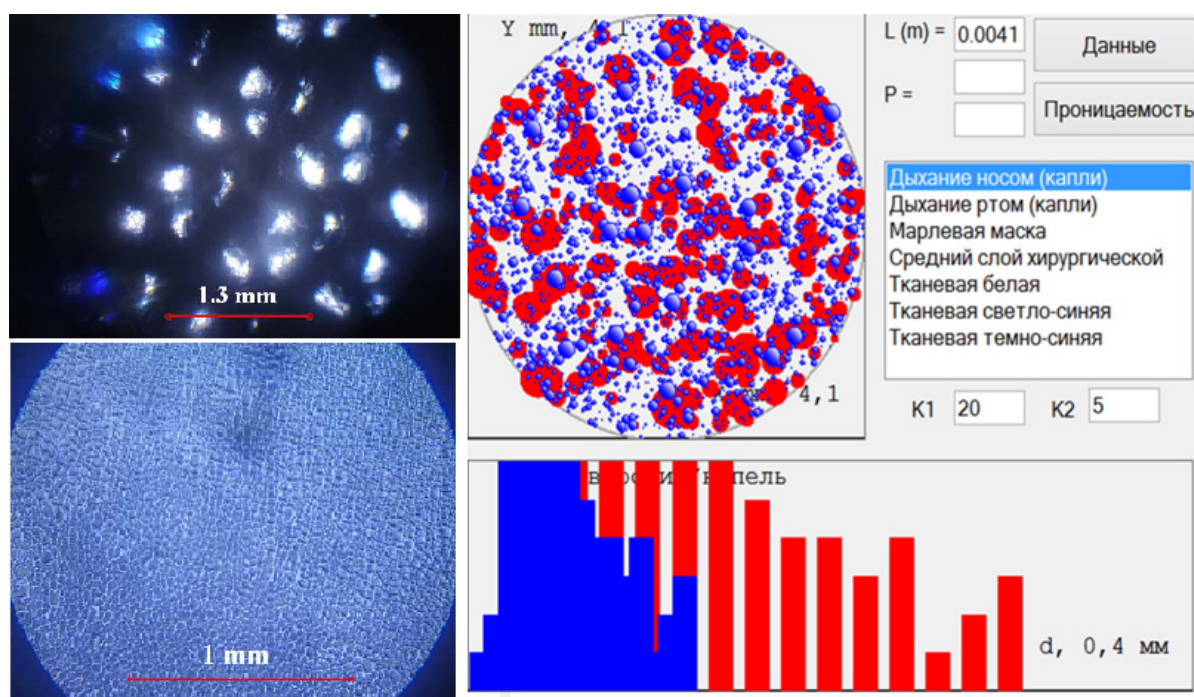 1.3 mm
1 mm
Y mm, 4,1
4,1
L (m) = 0.0041
Данные
P =
Проницаемость
Дыхание носом (капли)
Дыхание ртом (капли)
Марлевая маска
Средний слой хирургической
Тканевая белая
Тканевая светло-синяя
Тканевая темно-синяя
K1 20 K2 5
d, 0,4 мм